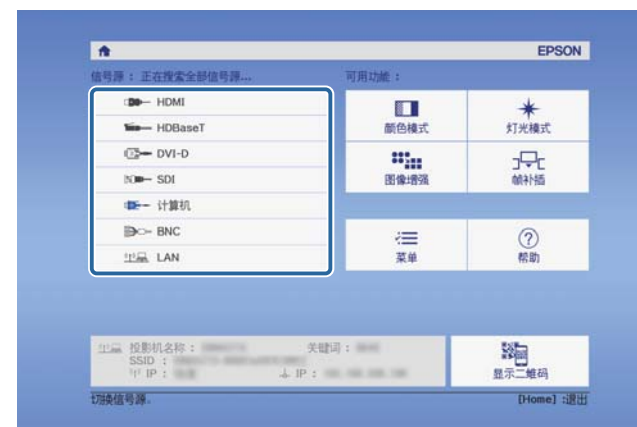 EPSON
信号源 : 正在搜索全部信号源...
可用功能 :
HDMI
HDBaseT
DVI-D
SDI
计算机
BNC
LAN
颜色模式
灯光模式
图像增强
帧补插
菜单
帮助
投影机名称 :
关键词 :
SSID :
IP :
IP :
显示二维码
切换信号源.
[Home] :退出